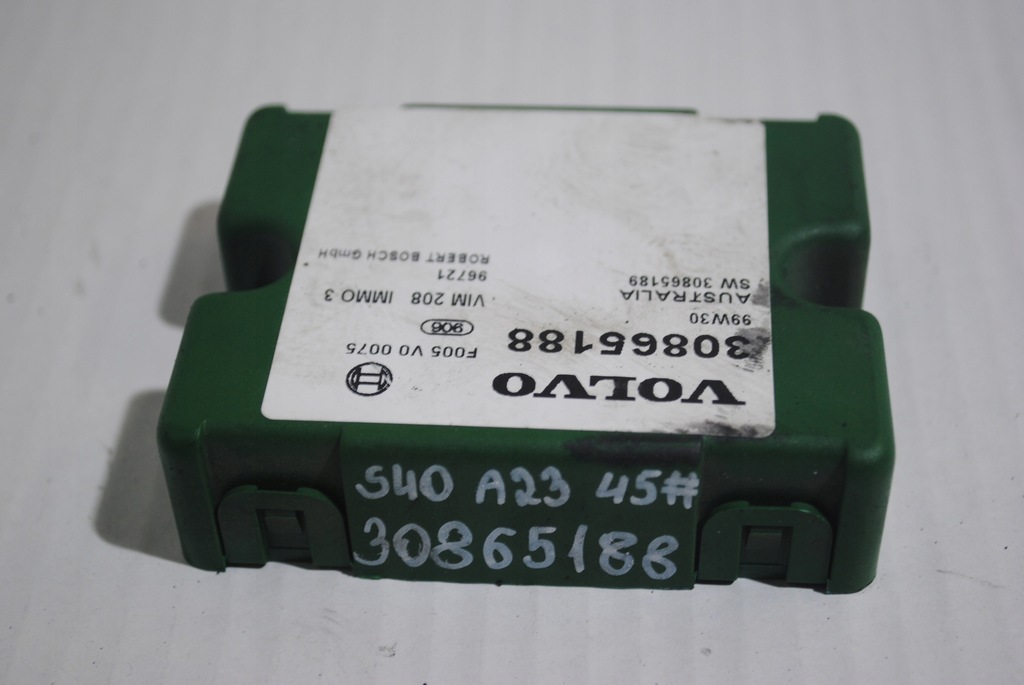 VOLVO
30865188
99W30
AUSTRALIA
SW 30865189
F005 V0 0075
906
VIM 208 IMMO 3
96721
ROBERT BOSCH GmbH
S40 A23 45#
30865188